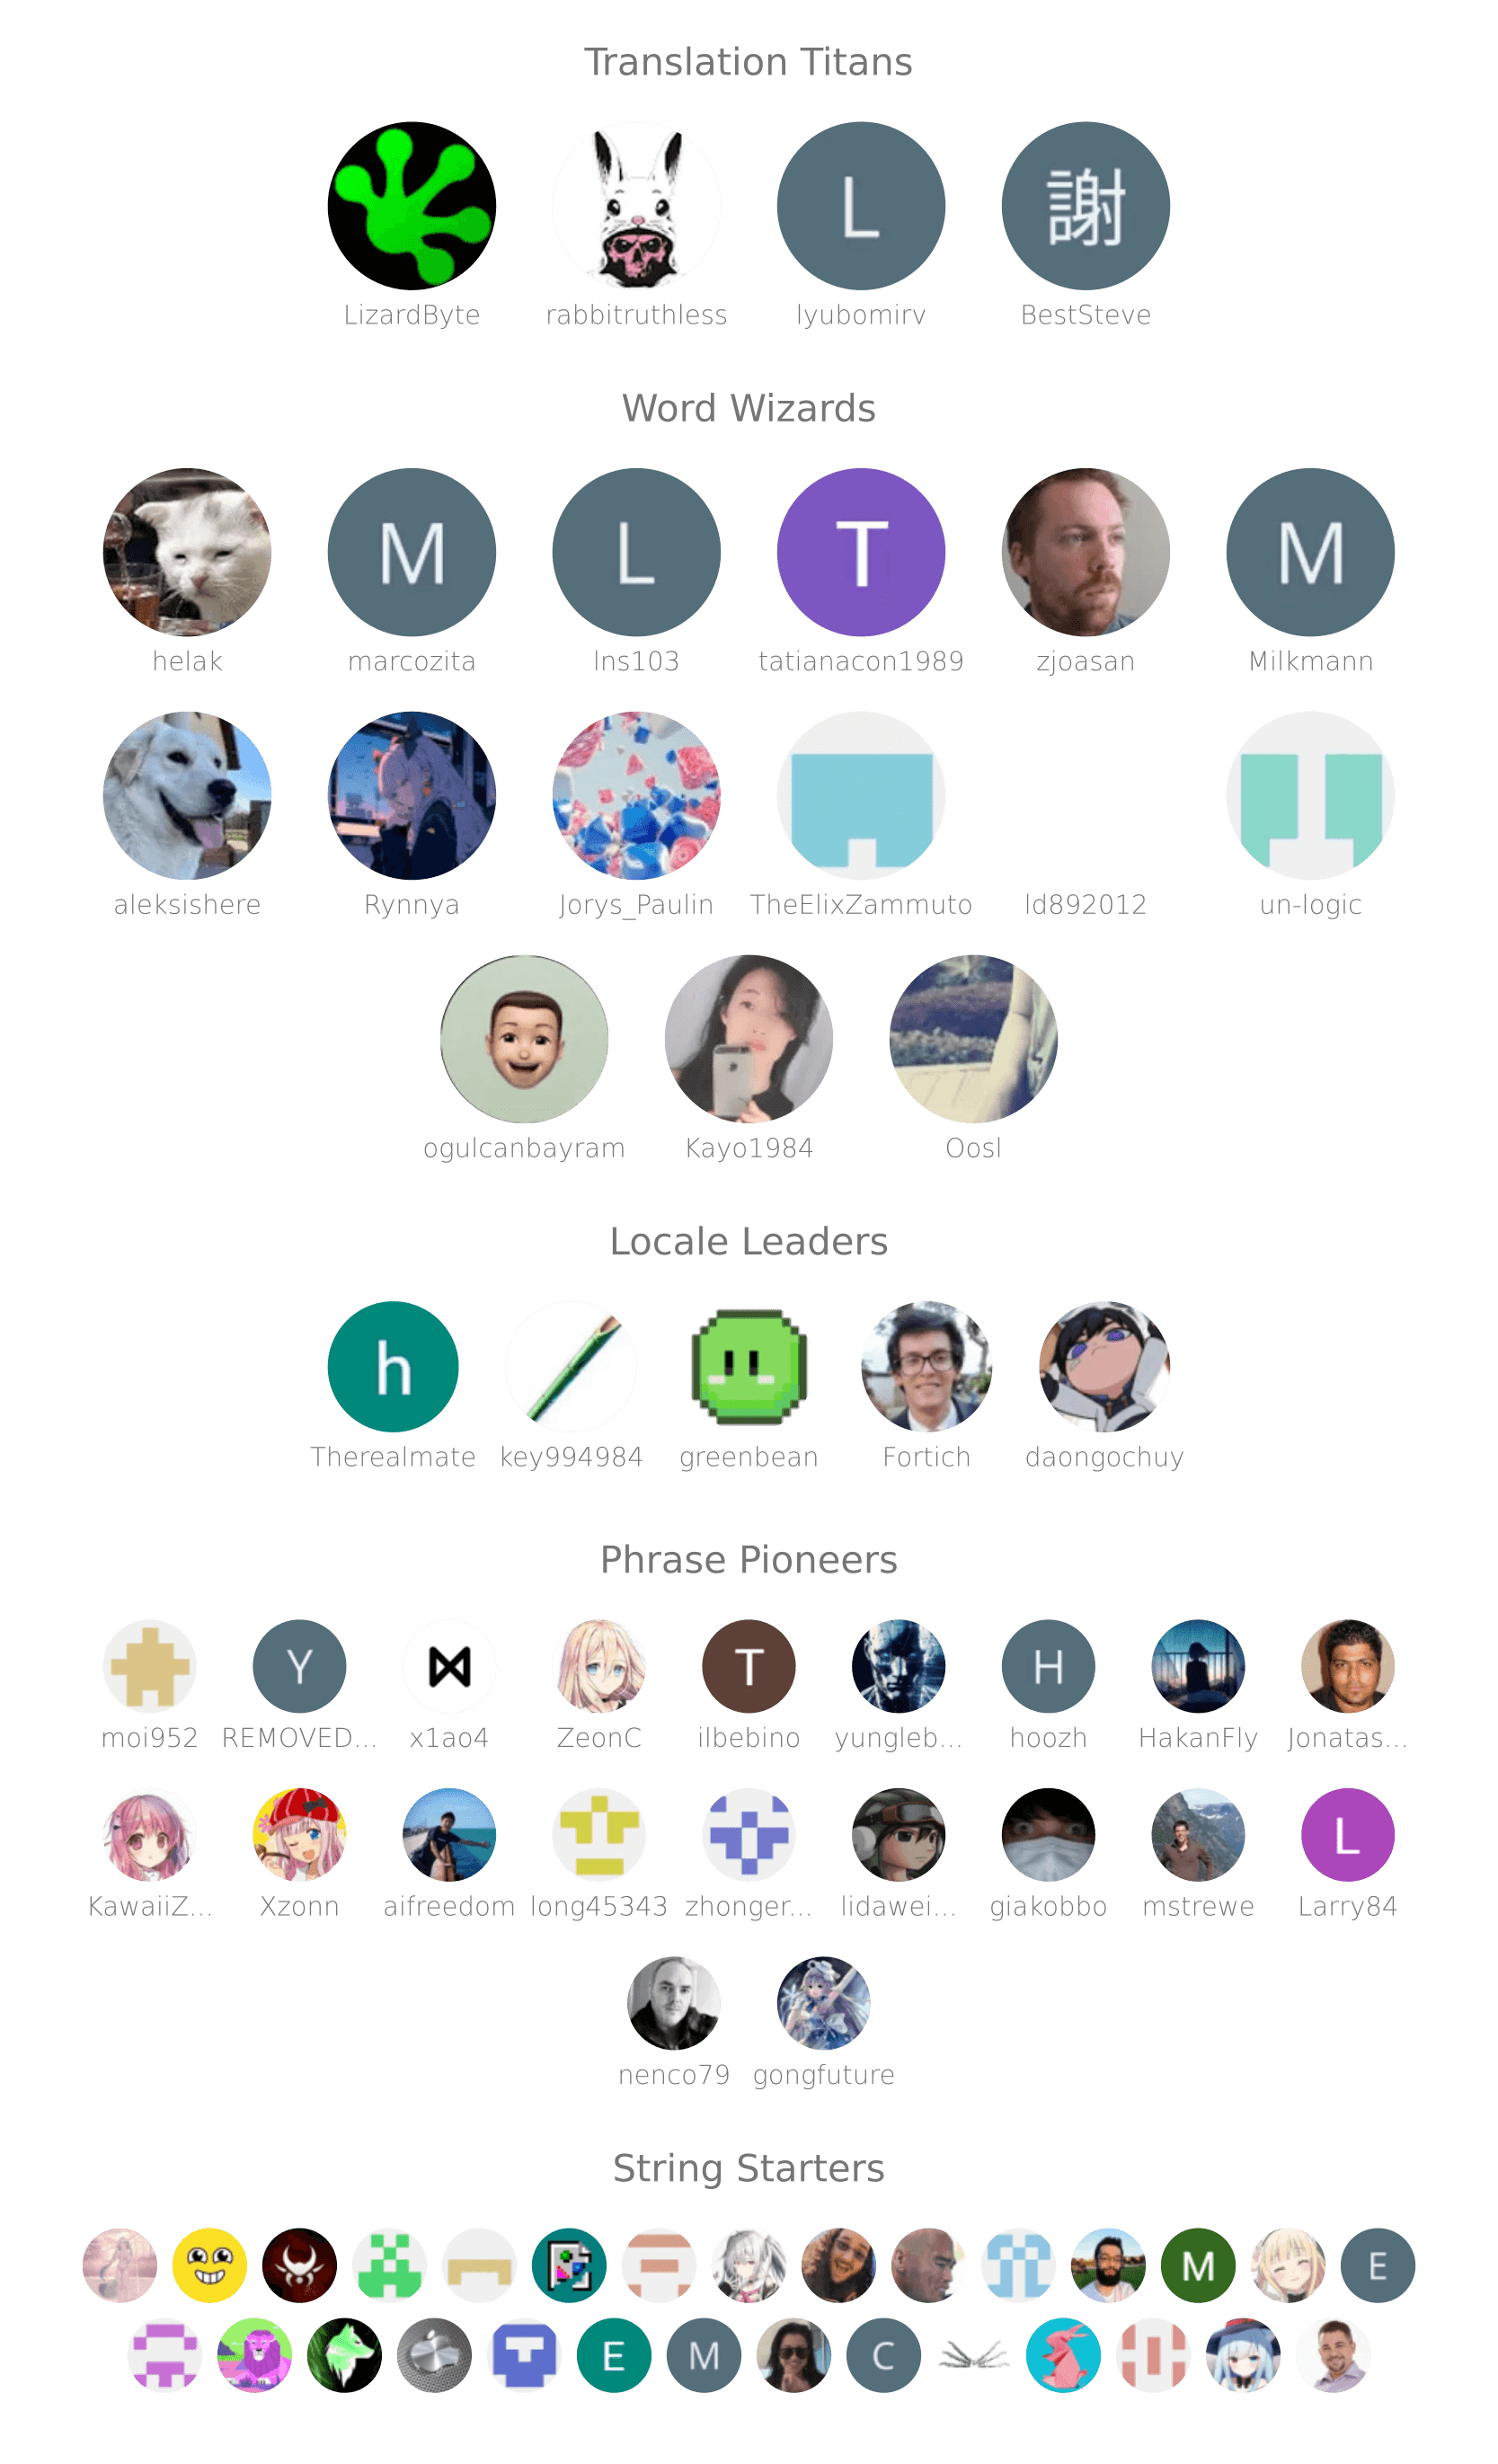 Translation Titans
L 謝
LizardByte rabbitruthless lyubomirv BestSteve
Word Wizards
M L T M
helak marcozita lns103 tatianacon1989 zjoasan Milkmann
aleksishere Rynnya Jorys_Paulin TheElixZammuto ld892012 un-logic
ogulcanbayram Kayo1984 Oosl
Locale Leaders
h
Therealmate key994984 greenbean Fortich daongochuy
Phrase Pioneers
Y T H
moi952 REMOVED... x1ao4 ZeonC ilbebino yungleb... hoozh HakanFly Jonatas...
L
KawaiiZ... Xzonn aifreedom long45343 zhonger... lidawei... giakobbo mstrewe Larry84
nenco79 gongfuture
String Starters
M E
E M C